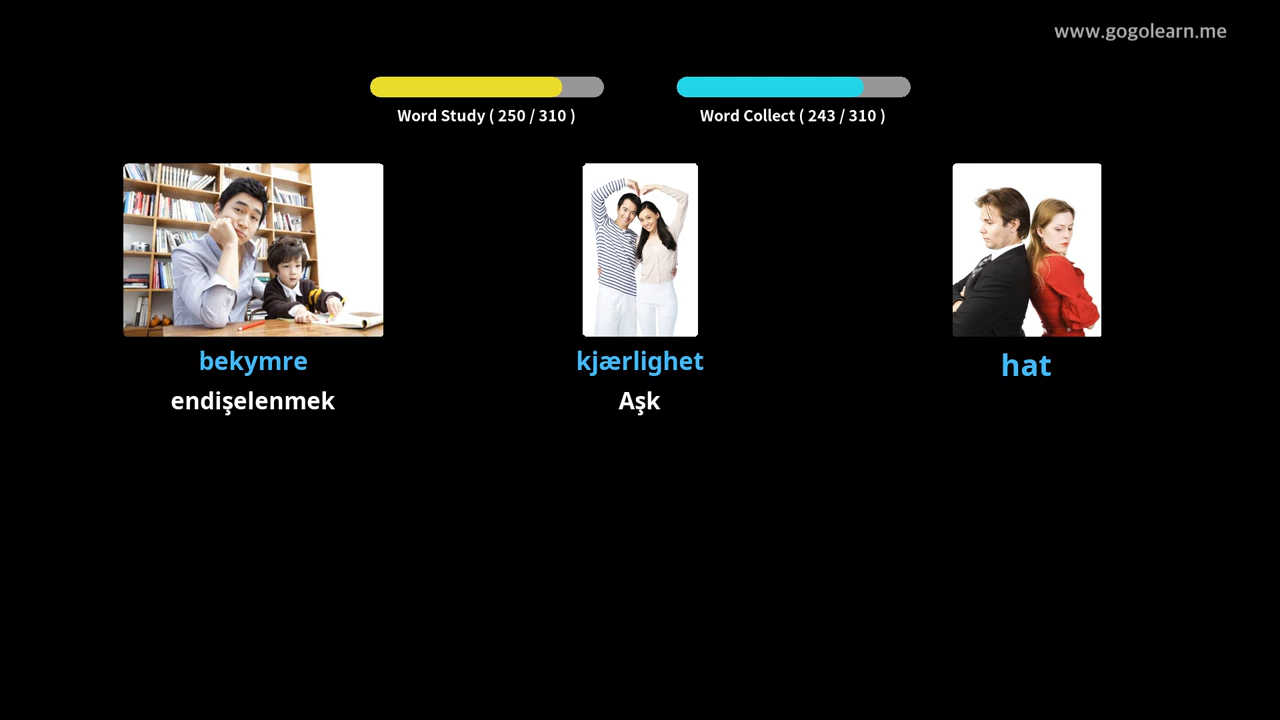 www.gogolearn.me
Word Study ( 250 / 310 )
Word Collect ( 243 / 310 )
bekymre
kjærlighet
hat
endişelenmek
Aşk